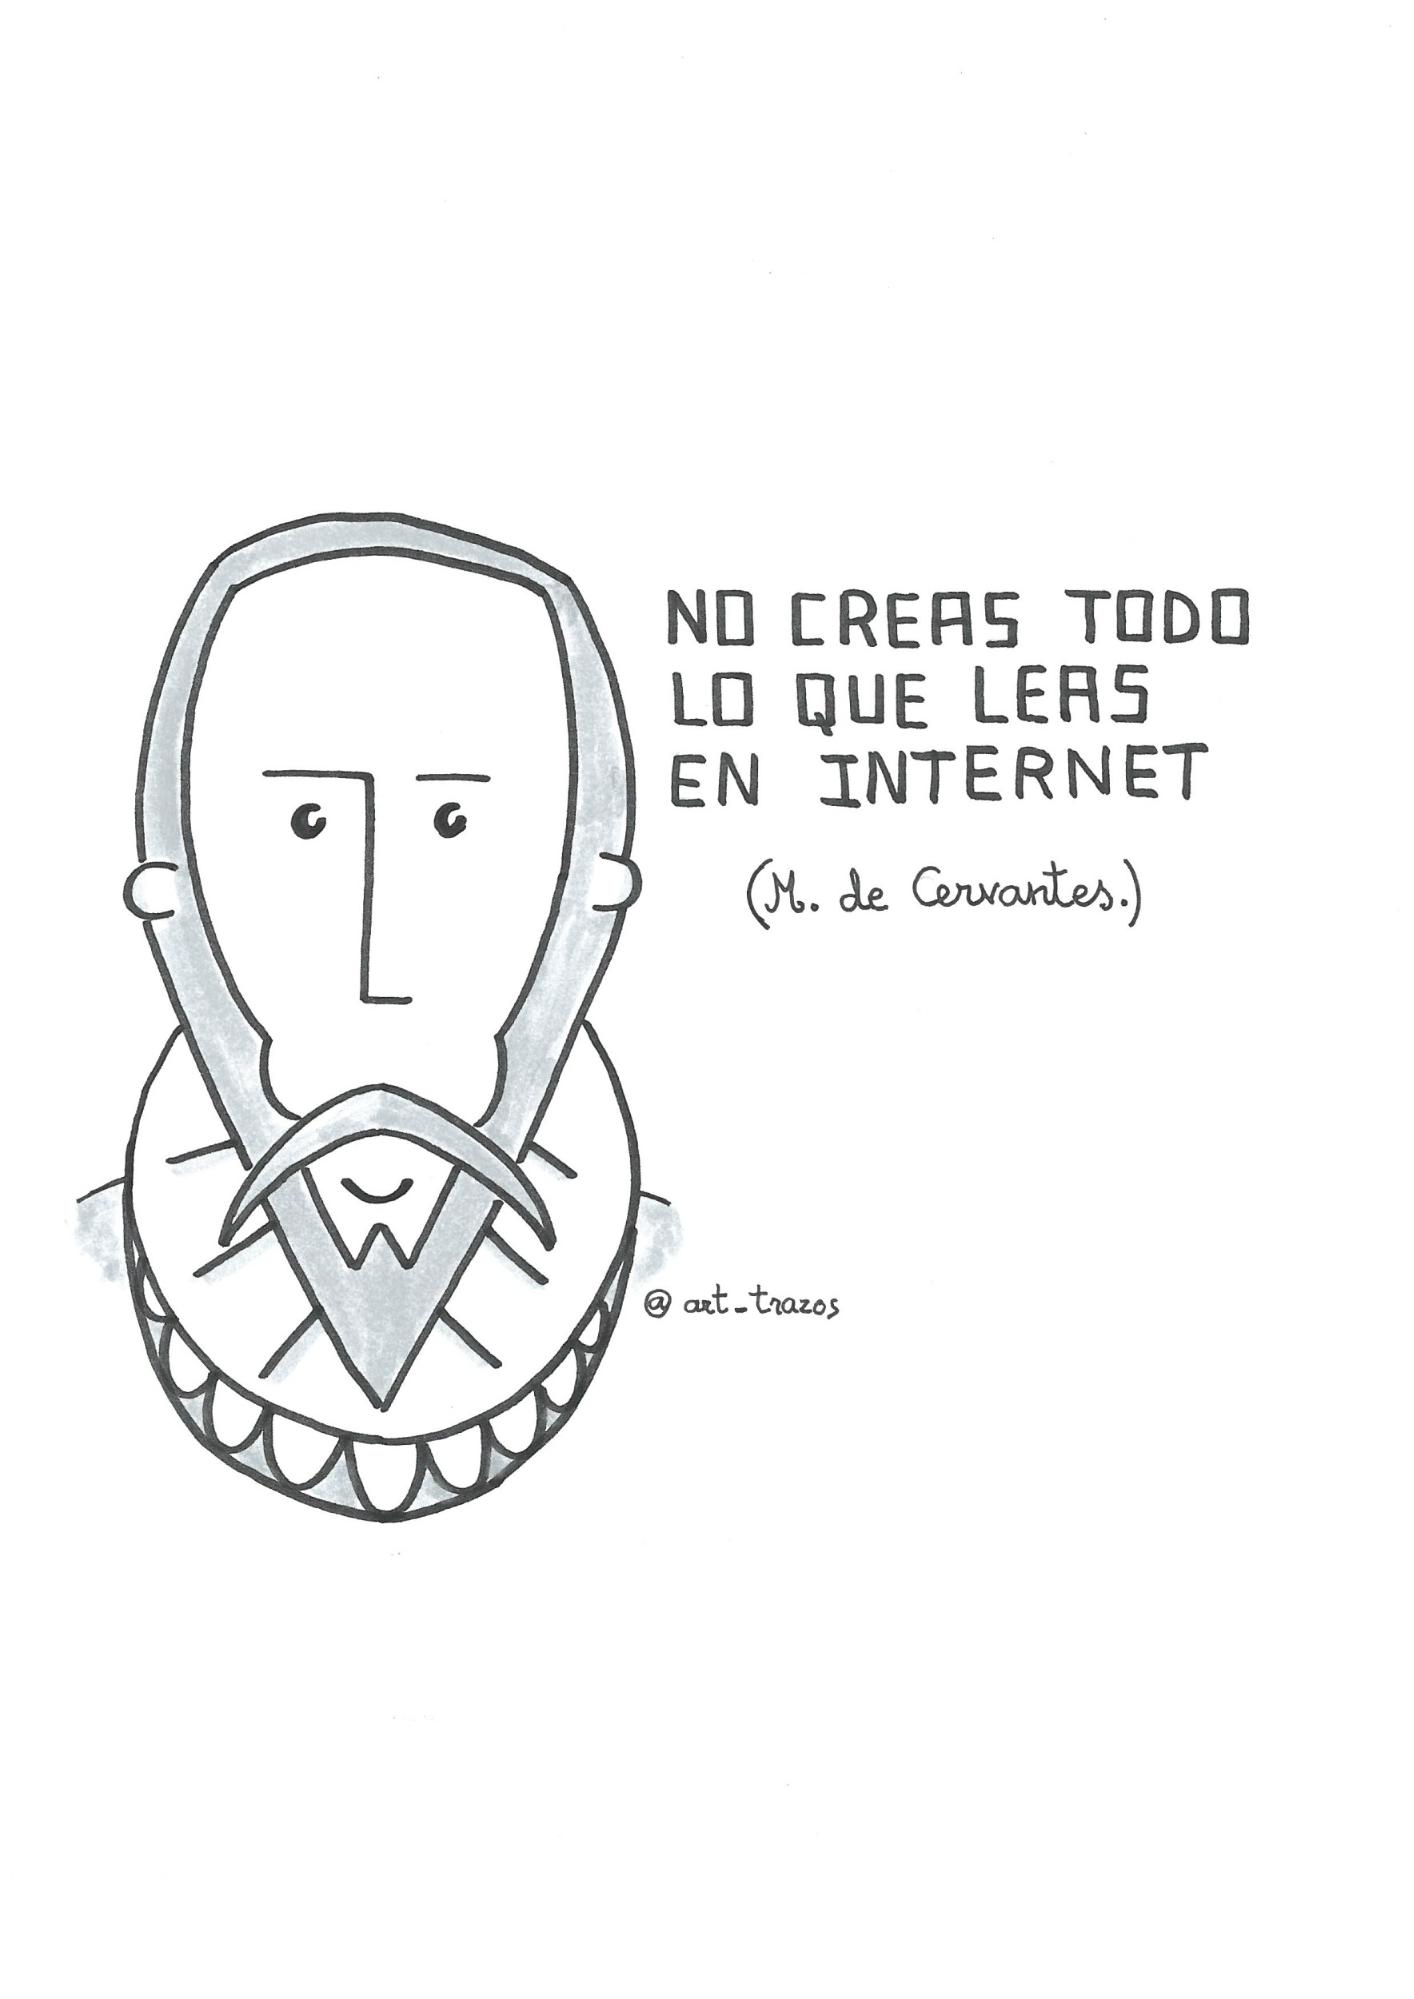 NO CREAS TODO
LO QUE LEAS
EN INTERNET
(M. de Cervantes.)
@ art_trazos